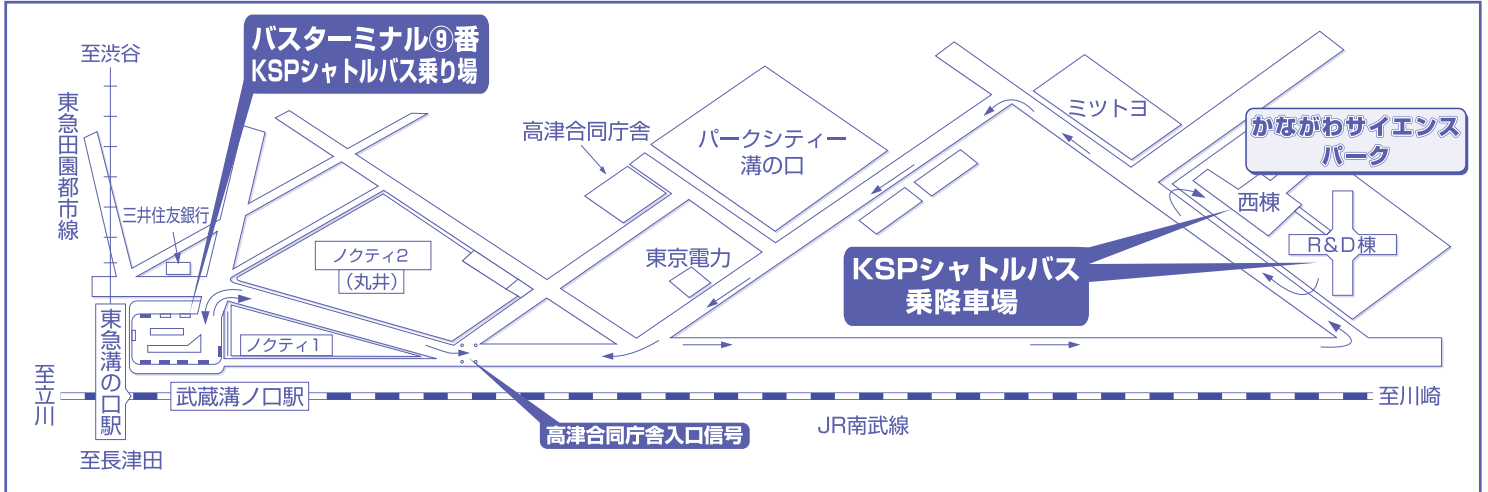 至渋谷
東急田園都市線
バスターミナル⑨番
KSPシャトルバス乗り場
三井住友銀行
ノクティ2
(丸井)
ノクティ1
高津合同庁舎
パークシティー
溝の口
東京電力
ミツトヨ
かながわサイエンス
パーク
西棟
R&D棟
KSPシャトルバス
乗降車場
東急溝の口駅
至立川
武蔵溝ノ口駅
至川崎
JR南武線
高津合同庁舎入口信号
至長津田